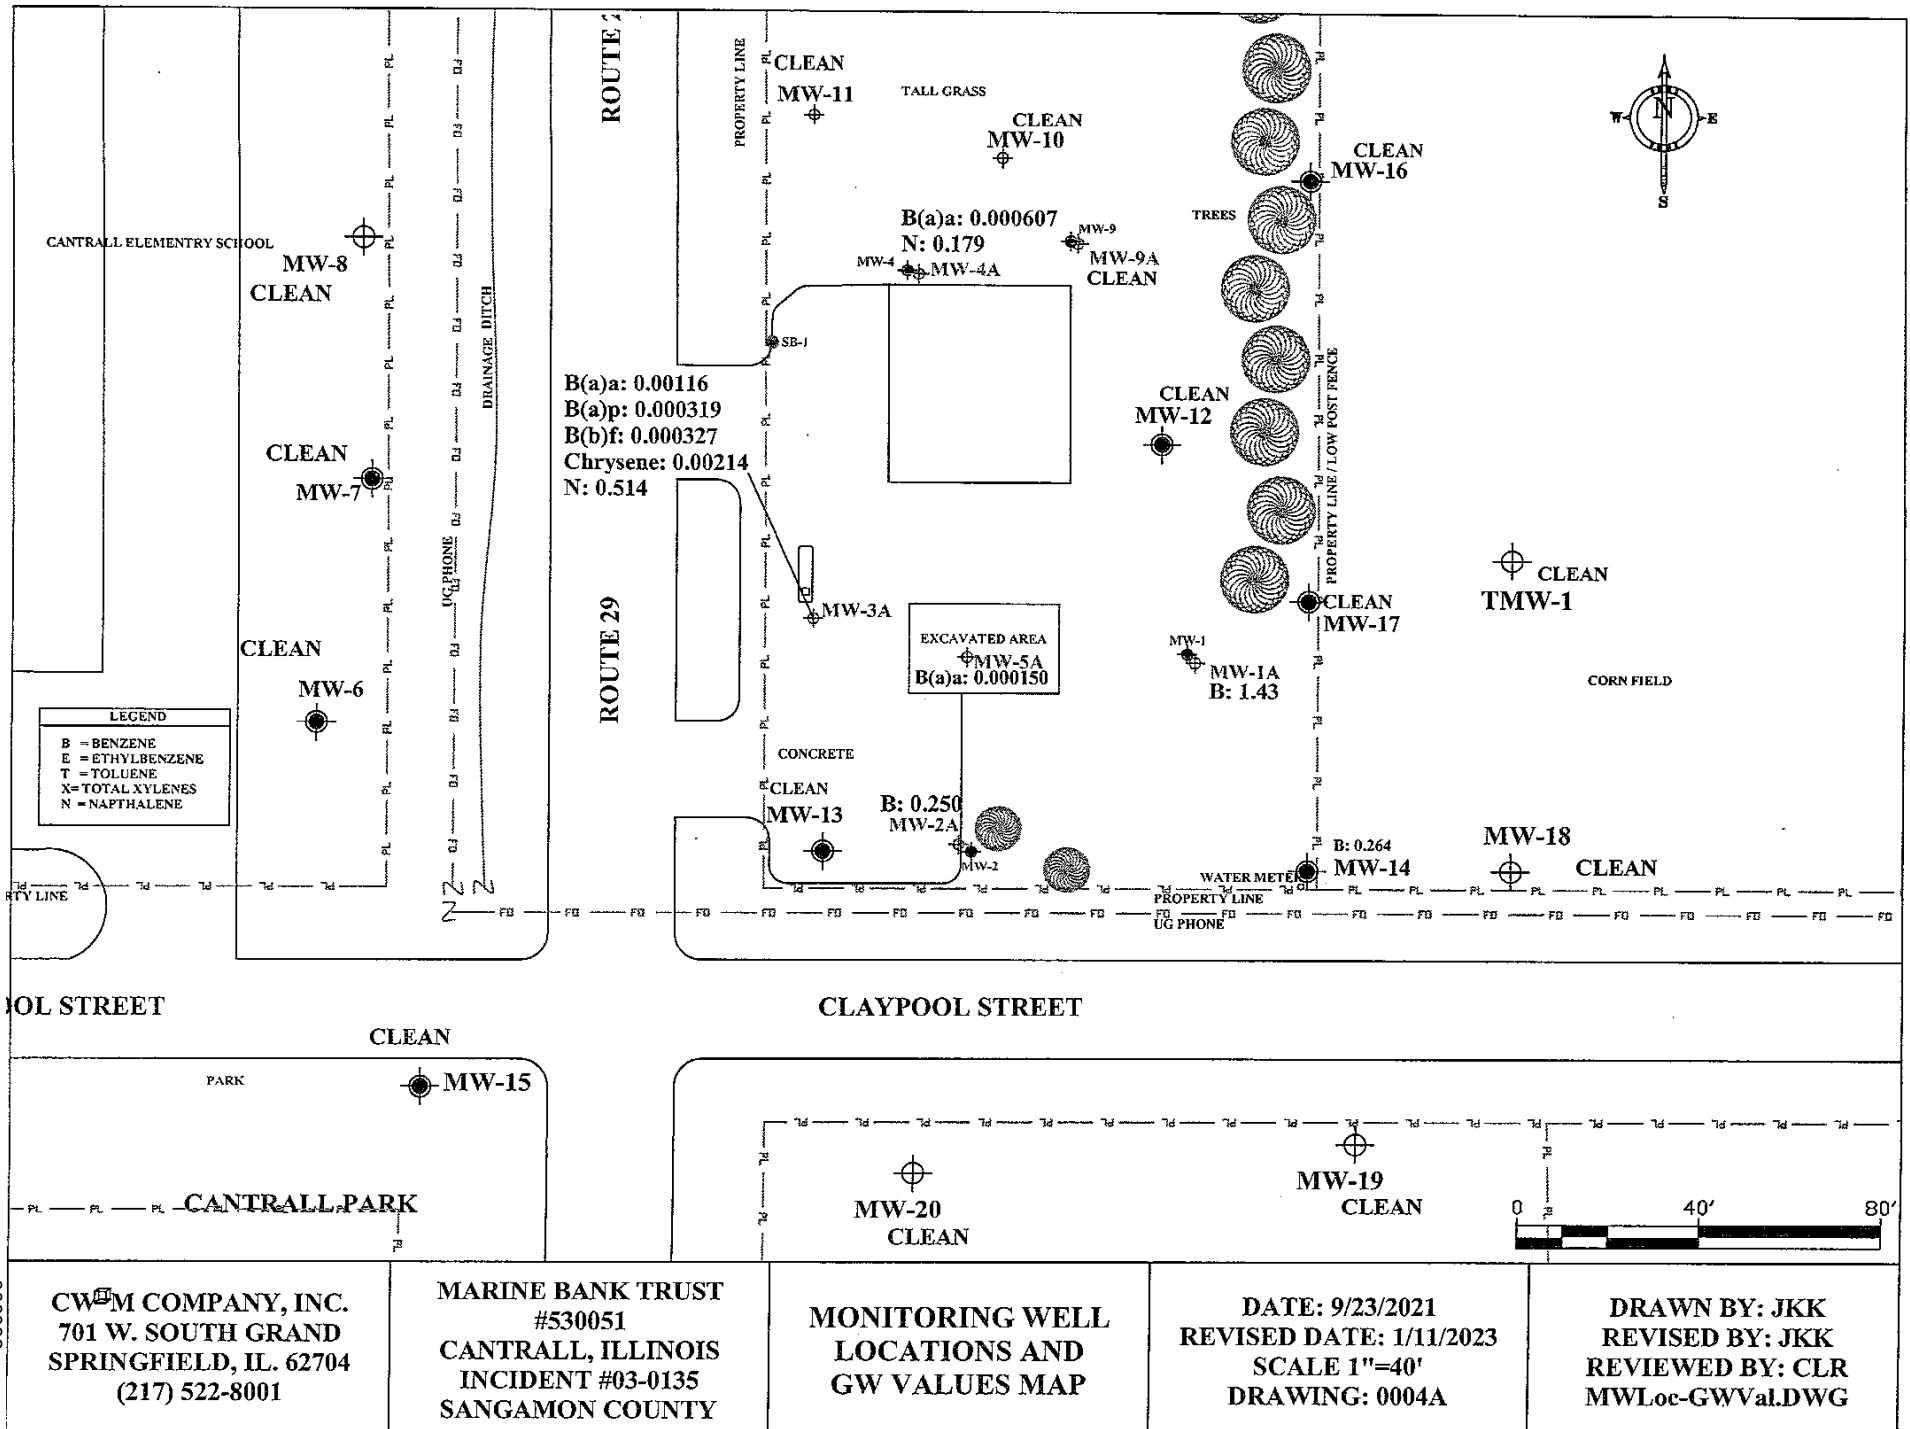 ROUTE 2
PROPERTY LINE
CLEAN
MW-11
TALL GRASS
CLEAN
MW-10
CLEAN
MW-16
N
W
E
S
CANTRALL ELEMENTRY SCHOOL
MW-8
CLEAN
B(a)a: 0.000607
N: 0.179
MW-4
MW-4A
MW-9
MW-9A
CLEAN
TREES
DRAINAGE DITCH
SB-1
B(a)a: 0.00116
B(a)p: 0.000319
B(b)f: 0.000327
Chrysene: 0.00214
N: 0.514
CLEAN
MW-12
PROPERTY LINE / LOW POST FENCE
CLEAN
MW-7
UG PHONE
ROUTE 29
MW-3A
EXCAVATED AREA
MW-5A
B(a)a: 0.000150
MW-1
MW-1A
B: 1.43
CLEAN
MW-17
CLEAN
TMW-1
CORN FIELD
CLEAN
MW-6
LEGEND
B = BENZENE
E = ETHYLBENZENE
T = TOLUENE
X= TOTAL XYLENES
N = NAPTHALENE
CONCRETE
CLEAN
MW-13
B: 0.250
MW-2A
MW-2
B: 0.264
MW-14
MW-18
CLEAN
WATER METER
PROPERTY LINE
UG PHONE
RTY LINE
OOL STREET
CLAYPOOL STREET
CLEAN
PARK
MW-15
CANTRALL PARK
MW-20
CLEAN
MW-19
CLEAN
0 40' 80'
CW M COMPANY, INC.
701 W. SOUTH GRAND
SPRINGFIELD, IL. 62704
(217) 522-8001
MARINE BANK TRUST
#530051
CANTRALL, ILLINOIS
INCIDENT #03-0135
SANGAMON COUNTY
MONITORING WELL
LOCATIONS AND
GW VALUES MAP
DATE: 9/23/2021
REVISED DATE: 1/11/2023
SCALE 1"=40'
DRAWING: 0004A
DRAWN BY: JKK
REVISED BY: JKK
REVIEWED BY: CLR
MWLoc-GWVal.DWG